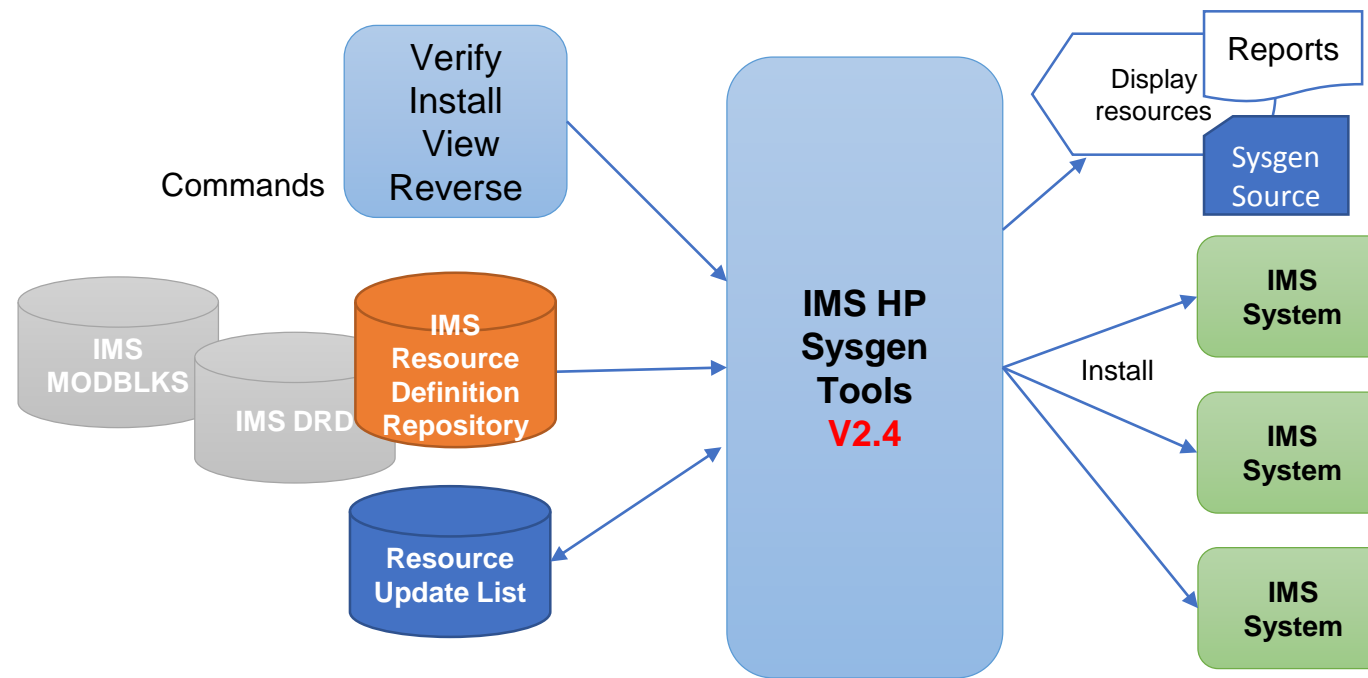 Commands
Verify
Install
View
Reverse
IMS
MODBLKS
IMS DRD
IMS
Resource
Definition
Repository
Resource
Update List
IMS HP
Sysgen
Tools
V2.4
Display
resources
Reports
Sysgen
Source
Install
IMS
System
IMS
System
IMS
System